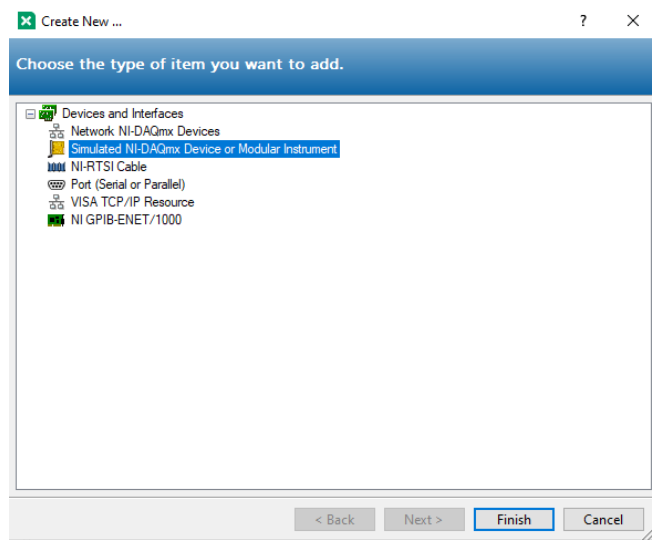 Create New ...
Choose the type of item you want to add.
Devices and Interfaces
Network NI-DAQmx Devices
Simulated NI-DAQmx Device or Modular Instrument
NI-RTSI Cable
Port (Serial or Parallel)
VISA TCP/IP Resource
NI GPIB-ENET/1000
< Back Next > Finish Cancel